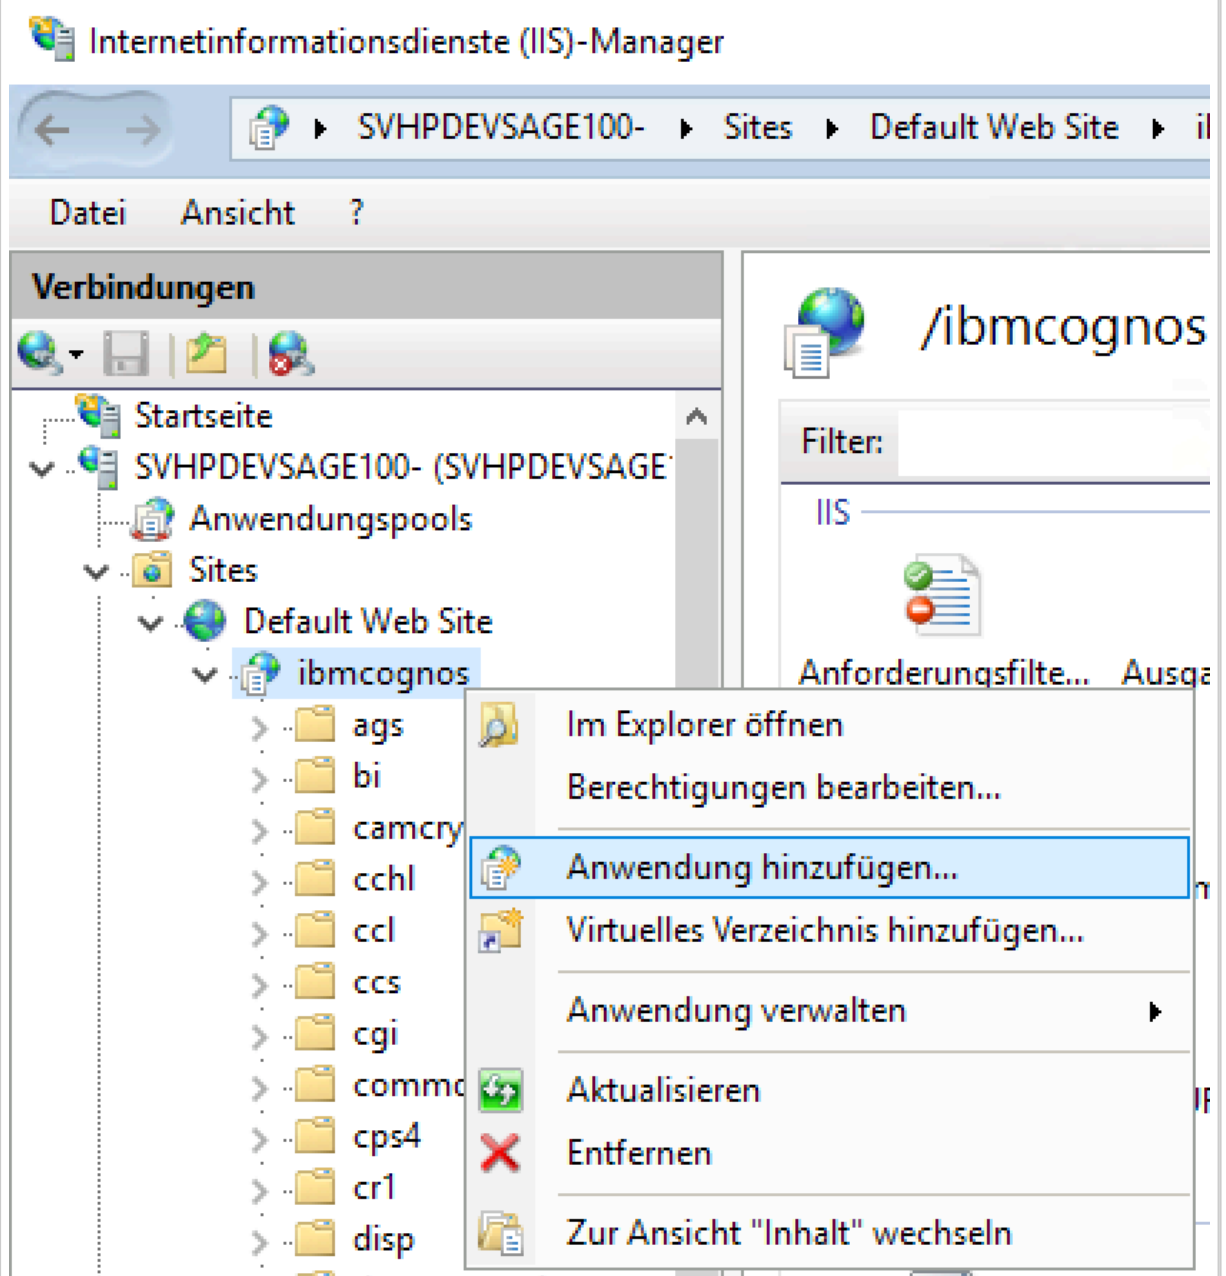 Internetinformationsdienste (IIS)-Manager
SVHPDEVSAGE100- Sites Default Web Site
Datei Ansicht ?
Verbindungen
/ibmcognos
Startseite
Filter:
SVHPDEVSAGE100- (SVHPDEVSAGE
IIS
Anwendungspools
Sites
Default Web Site
ibmcognos
Anforderungsfilte...
ags
Im Explorer öffnen
bi
Berechtigungen bearbeiten...
camcry
Anwendung hinzufügen...
cchl
ccl
Virtuelles Verzeichnis hinzufügen...
ccs
Anwendung verwalten
cgi
Aktualisieren
cps4
Entfernen
cr1
disp
Zur Ansicht "Inhalt" wechseln